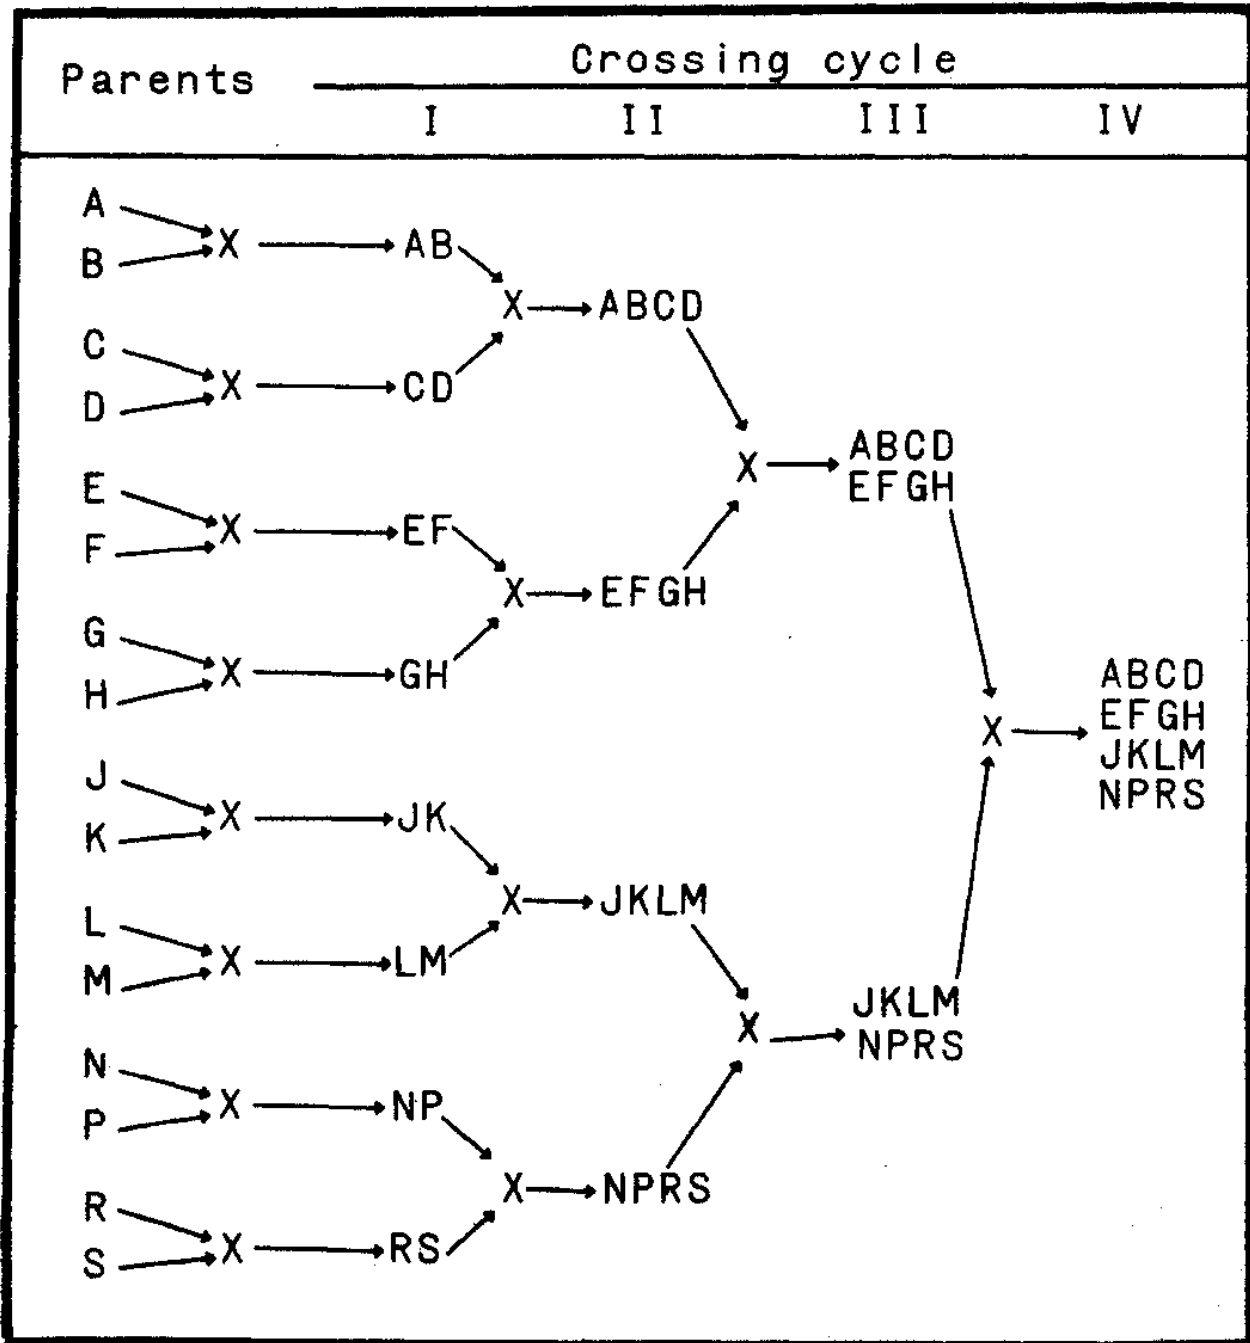 Crossing cycle
Parents
I II III IV
A
X AB
B
X ABCD
C
X CD
D
ABCD
X EFGH
E
X EF
F
X EFGH
G
X GH
H
ABCD
EFGH
X JKLM
NPRS
J
X JK
K
X JKLM
L
X LM
M
JKLM
X NPRS
N
X NP
P
X NPRS
R
X RS
S